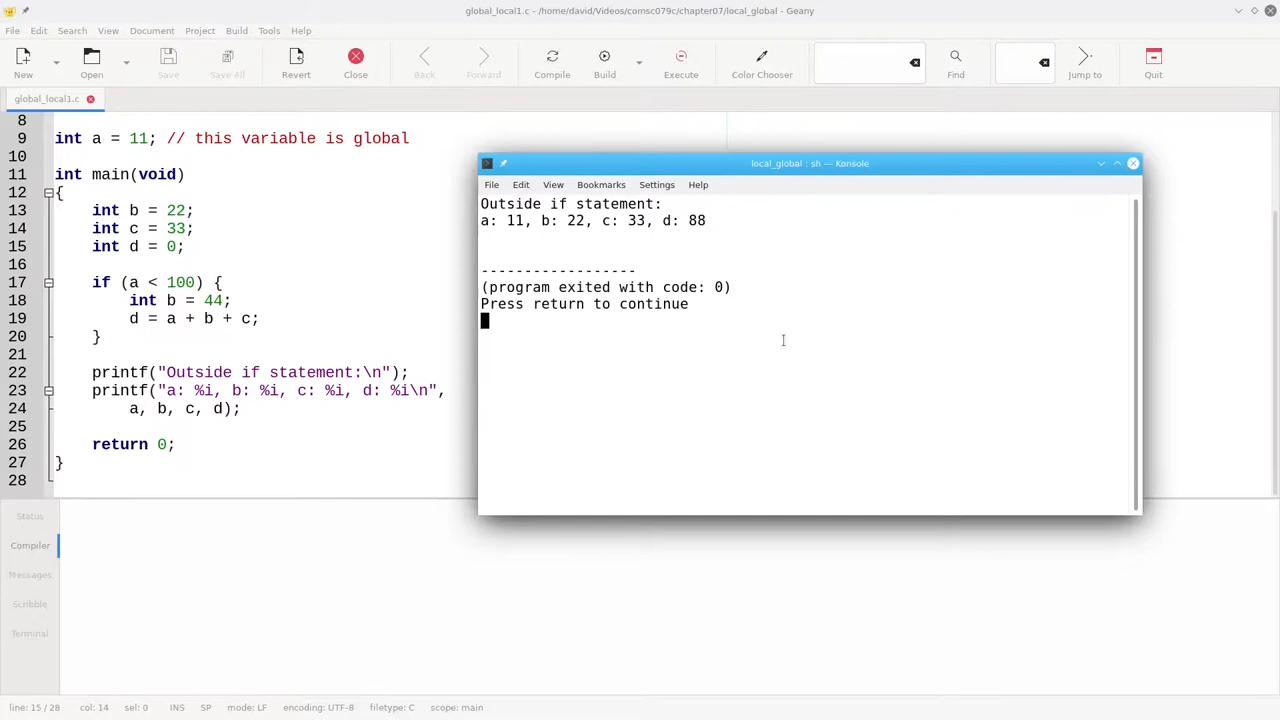 global_local1.c - /home/david/Videos/comsc079c/chapter07/local_global - Geany
File Edit Search View Document Project Build Tools Help
New Open Save Save All Revert Close Back Forward Compile Build Execute Color Chooser Find Jump to Quit
global_local1.c
8
9 int a = 11; // this variable is global
10
11 int main(void)
12 {
13 int b = 22;
14 int c = 33;
15 int d = 0;
16
17 if (a < 100) {
18 int b = 44;
19 d = a + b + c;
20 }
21
22 printf("Outside if statement:\n");
23 printf("a: %i, b: %i, c: %i, d: %i\n",
24 a, b, c, d);
25
26 return 0;
27 }
28
local_global : sh — Konsole
File Edit View Bookmarks Settings Help
Outside if statement:
a: 11, b: 22, c: 33, d: 88
------------------
(program exited with code: 0)
Press return to continue
Status
Compiler
Messages
Scribble
Terminal
line: 15 / 28 col: 14 sel: 0 INS SP mode: LF encoding: UTF-8 filetype: C scope: main